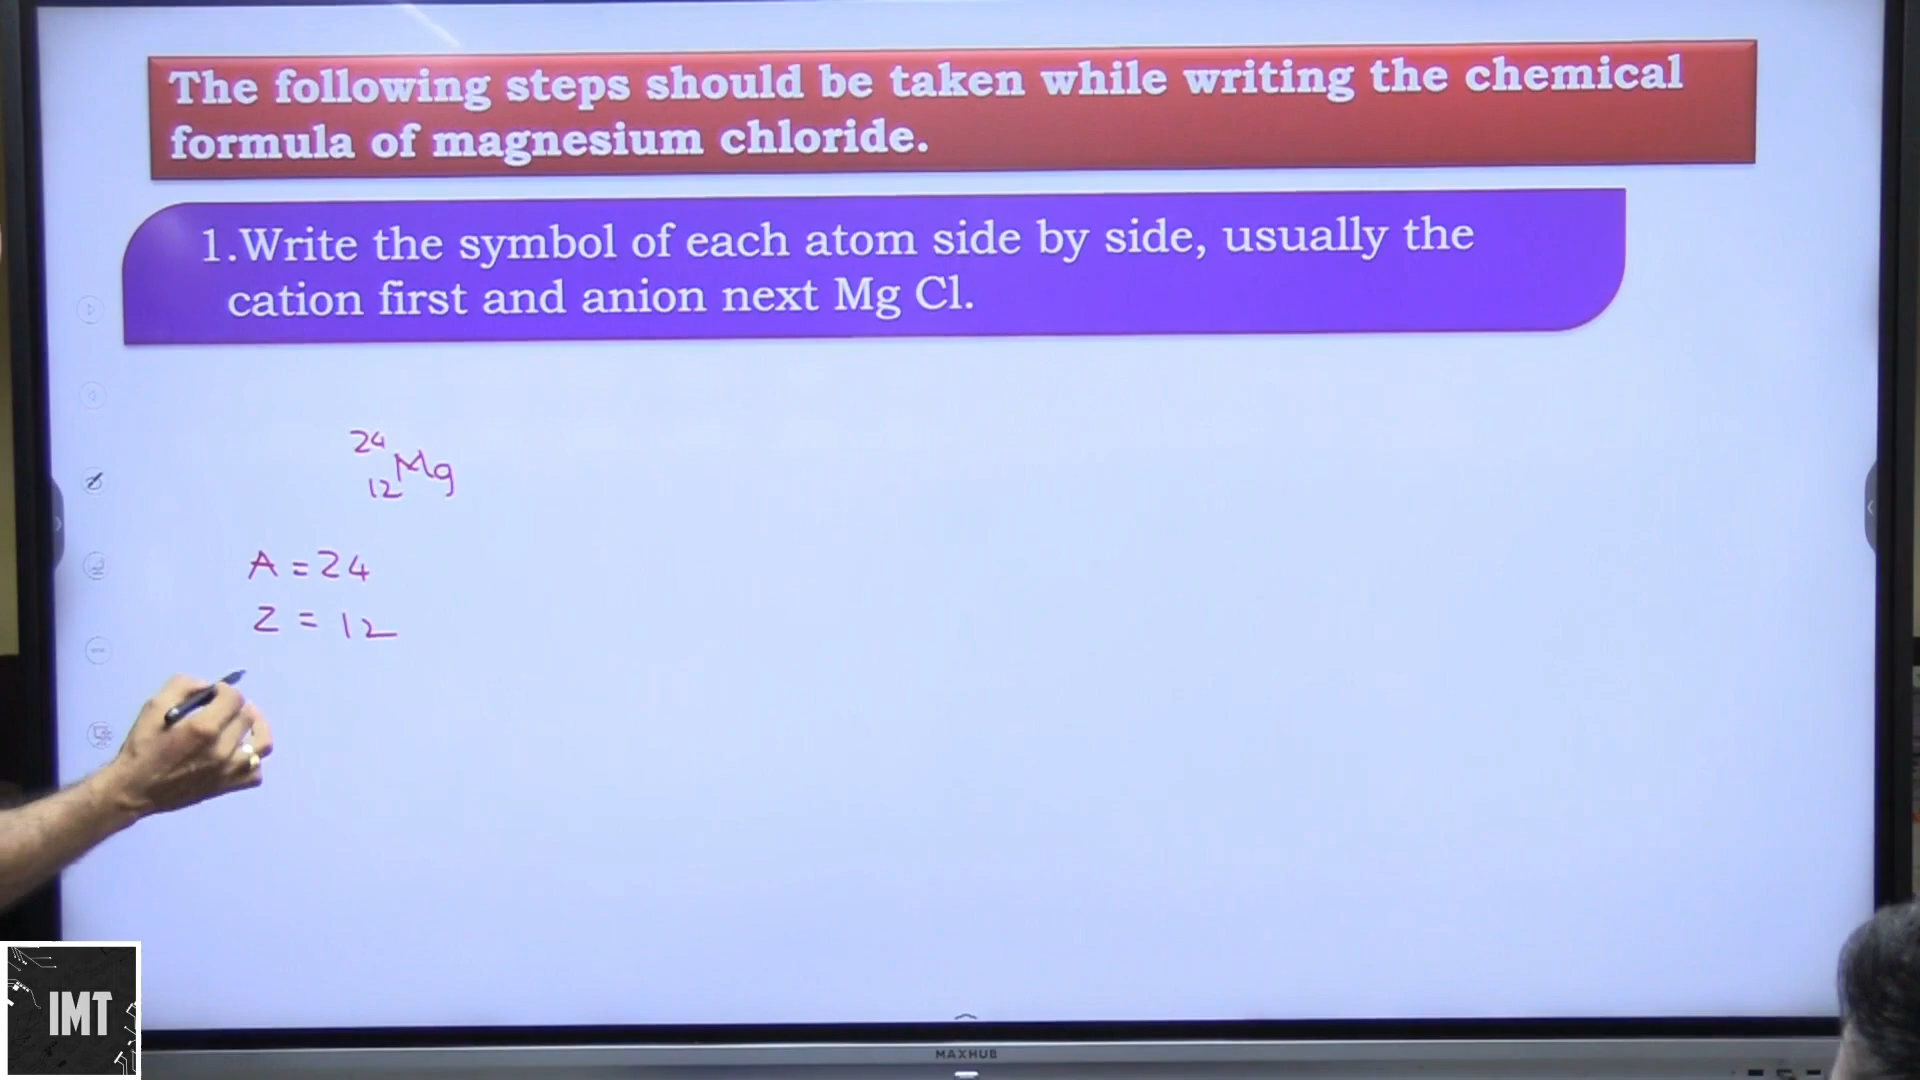 The following steps should be taken while writing the chemical
formula of magnesium chloride.
1.Write the symbol of each atom side by side, usually the
cation first and anion next Mg Cl.
24
12 Mg
A = 24
Z = 12
IMT
MAXHUB